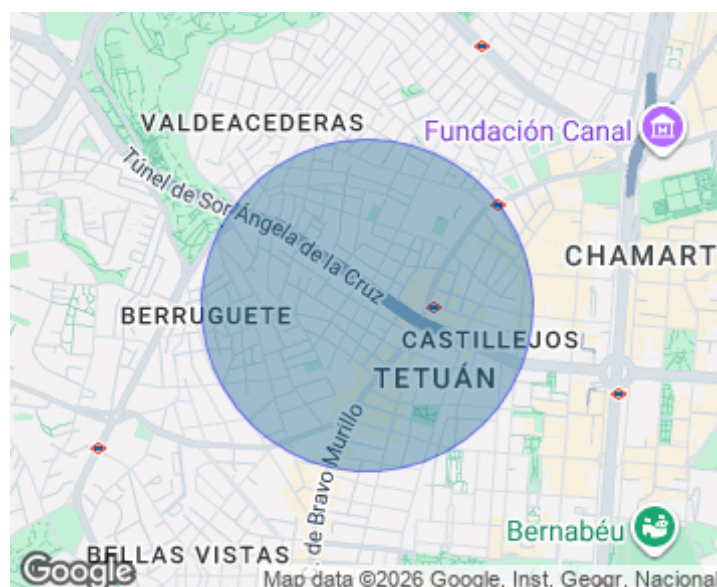 VALDEACEDERAS
Fundación Canal
Túnel de Sor Ángela de la Cruz
CHAMART
BERRUGUETE
CASTILLEJOS
TETUÁN
C. de Bravo Murillo
Bernabéu
BELLAS VISTAS
Google
Map data ©2026 Google, Inst. Geogr. Nacional